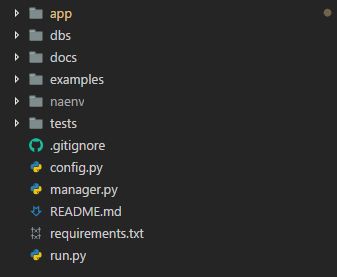 app
dbs
docs
examples
naenv
tests
.gitignore
config.py
manager.py
README.md
requirements.txt
run.py